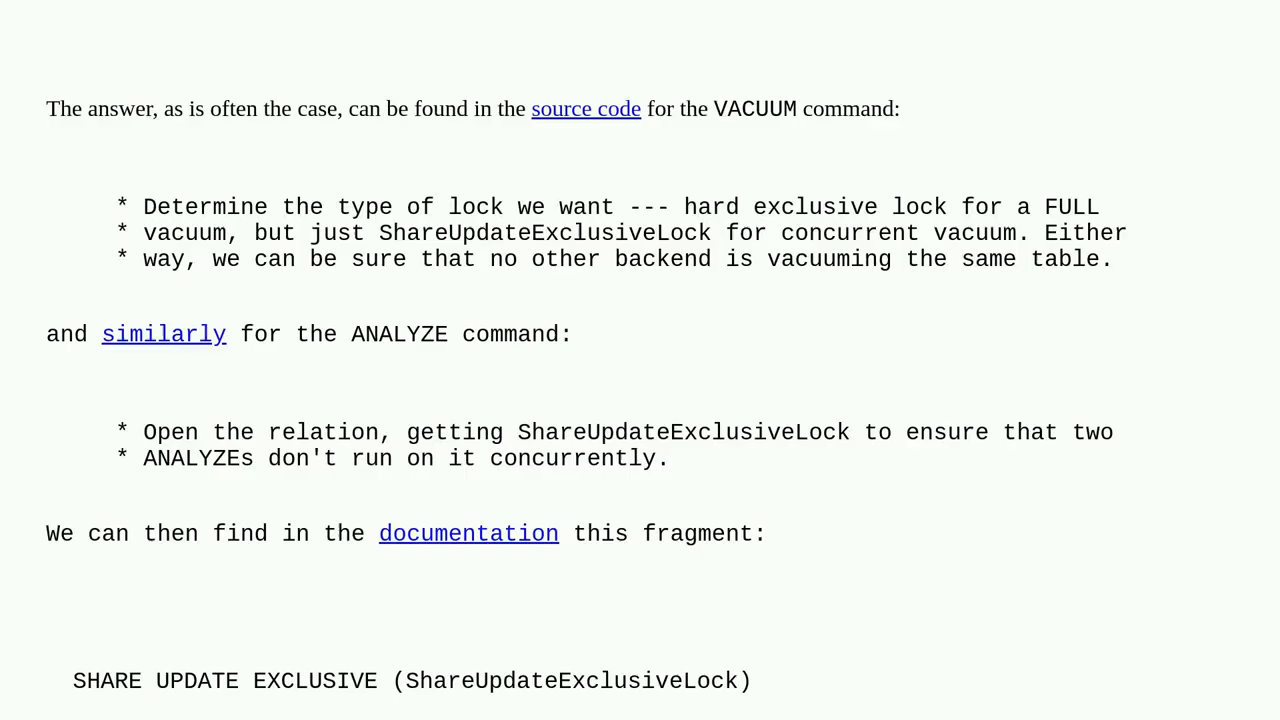 The answer, as is often the case, can be found in the source code for the VACUUM command:
* Determine the type of lock we want --- hard exclusive lock for a FULL
* vacuum, but just ShareUpdateExclusiveLock for concurrent vacuum. Either
* way, we can be sure that no other backend is vacuuming the same table.
and similarly for the ANALYZE command:
* Open the relation, getting ShareUpdateExclusiveLock to ensure that two
* ANALYZEs don't run on it concurrently.
We can then find in the documentation this fragment:
SHARE UPDATE EXCLUSIVE (ShareUpdateExclusiveLock)